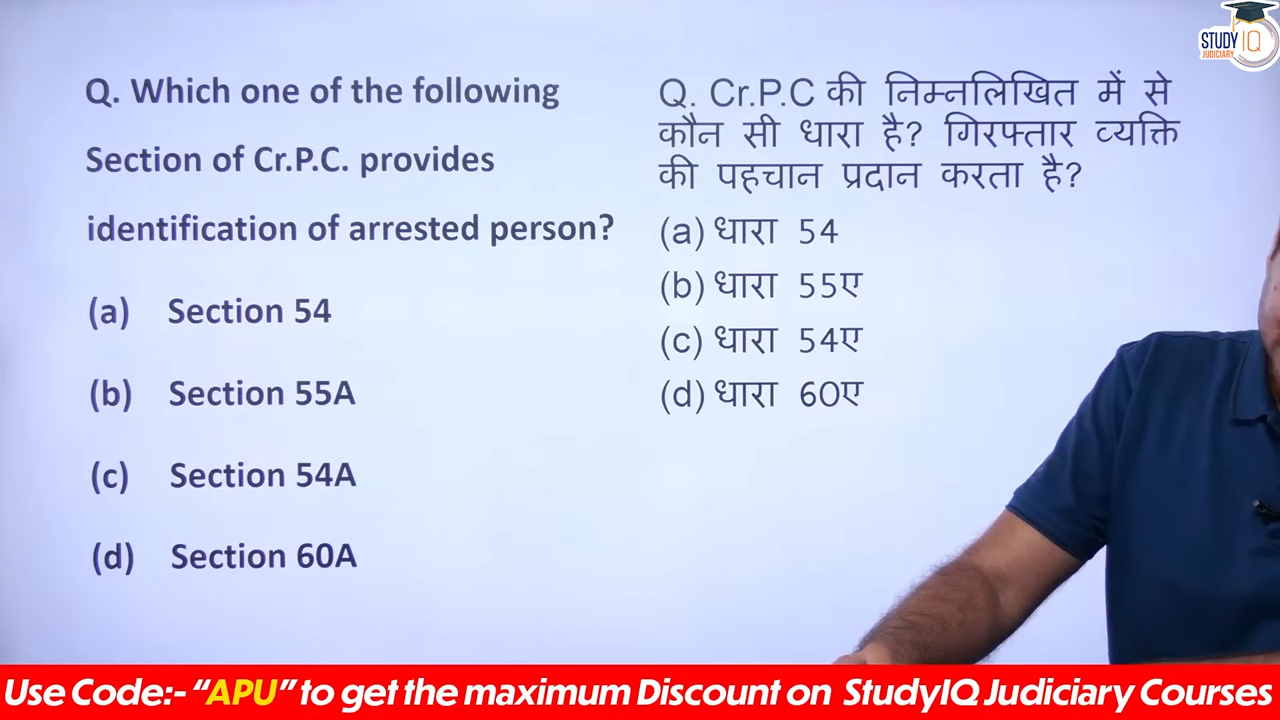 STUDY IQ
JUDICIARY
Q. Which one of the following
Section of Cr.P.C. provides
identification of arrested person?
(a) Section 54
(b) Section 55A
(c) Section 54A
(d) Section 60A
Q. Cr.P.C की निम्नलिखित में से
कौन सी धारा है? गिरफ्तार व्यक्ति
की पहचान प्रदान करता है?
(a) धारा 54
(b) धारा 55ए
(c) धारा 54ए
(d) धारा 60ए
Use Code:- “APU” to get the maximum Discount on StudyIQ Judiciary Courses